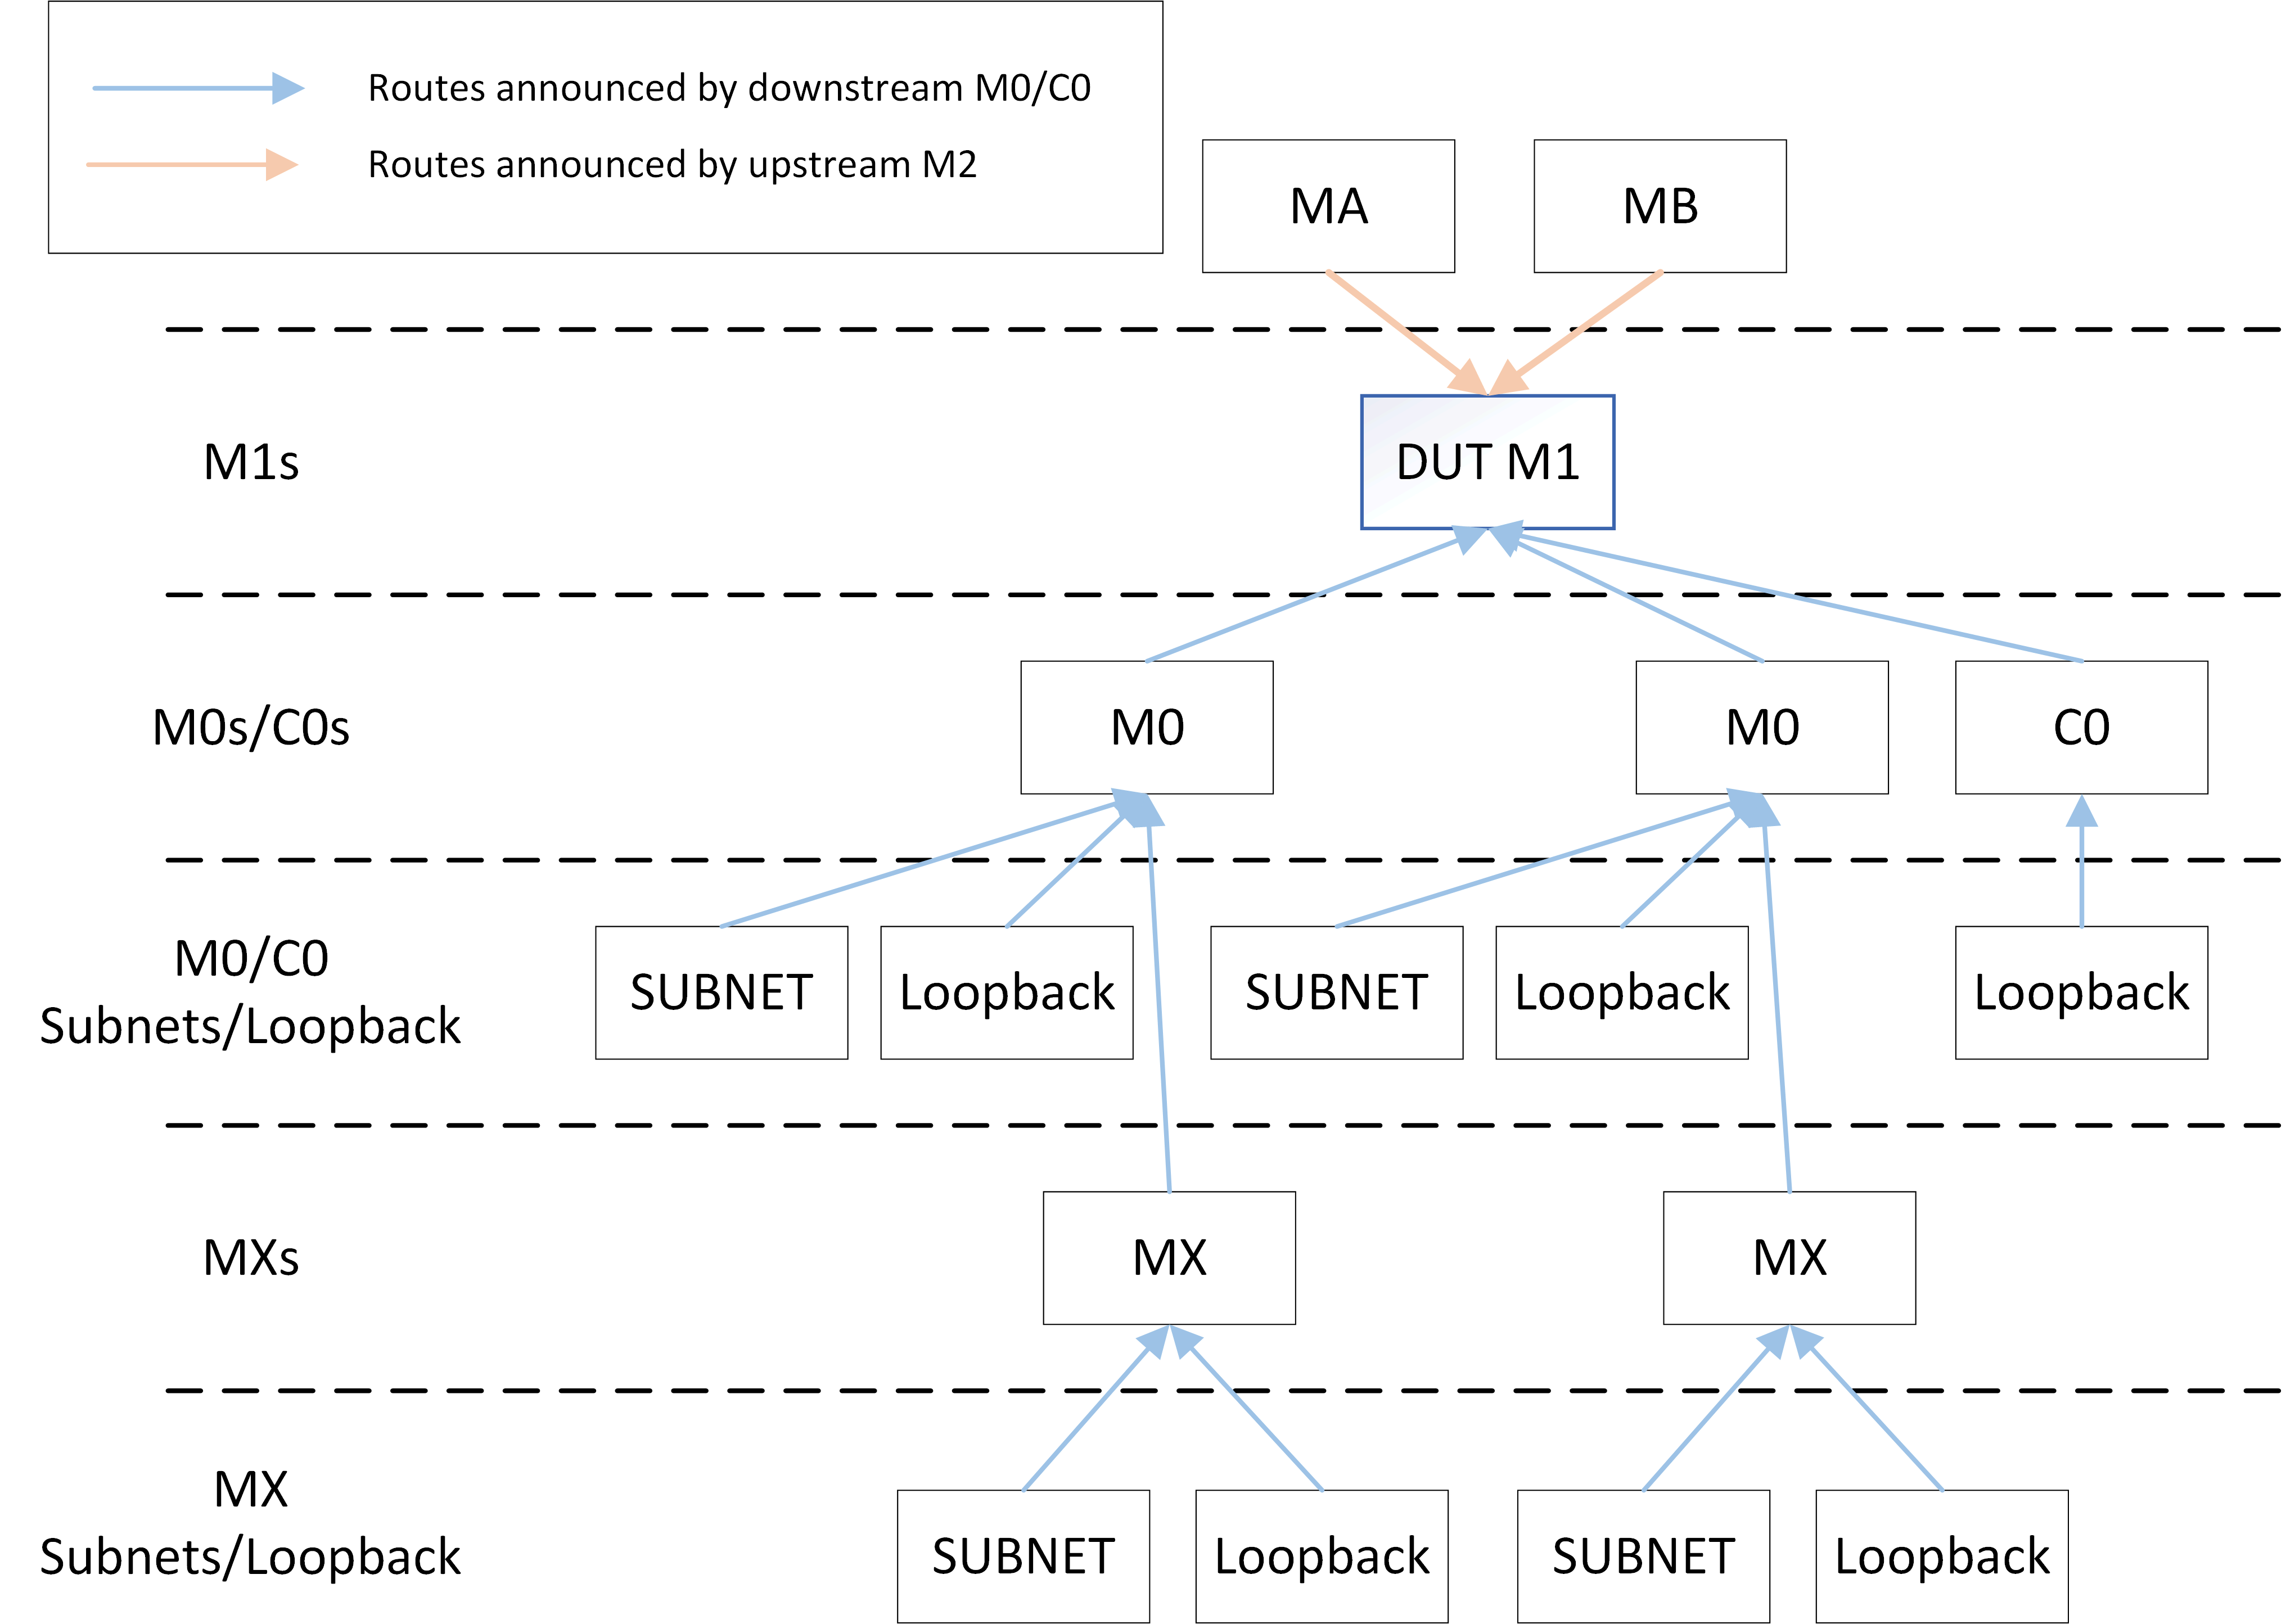 Routes announced by downstream M0/C0
Routes announced by upstream M2
MA
MB
M1s
DUT M1
M0s/C0s
M0
M0
C0
M0/C0
Subnets/Loopback
SUBNET
Loopback
SUBNET
Loopback
Loopback
MXs
MX
MX
MX
Subnets/Loopback
SUBNET
Loopback
SUBNET
Loopback